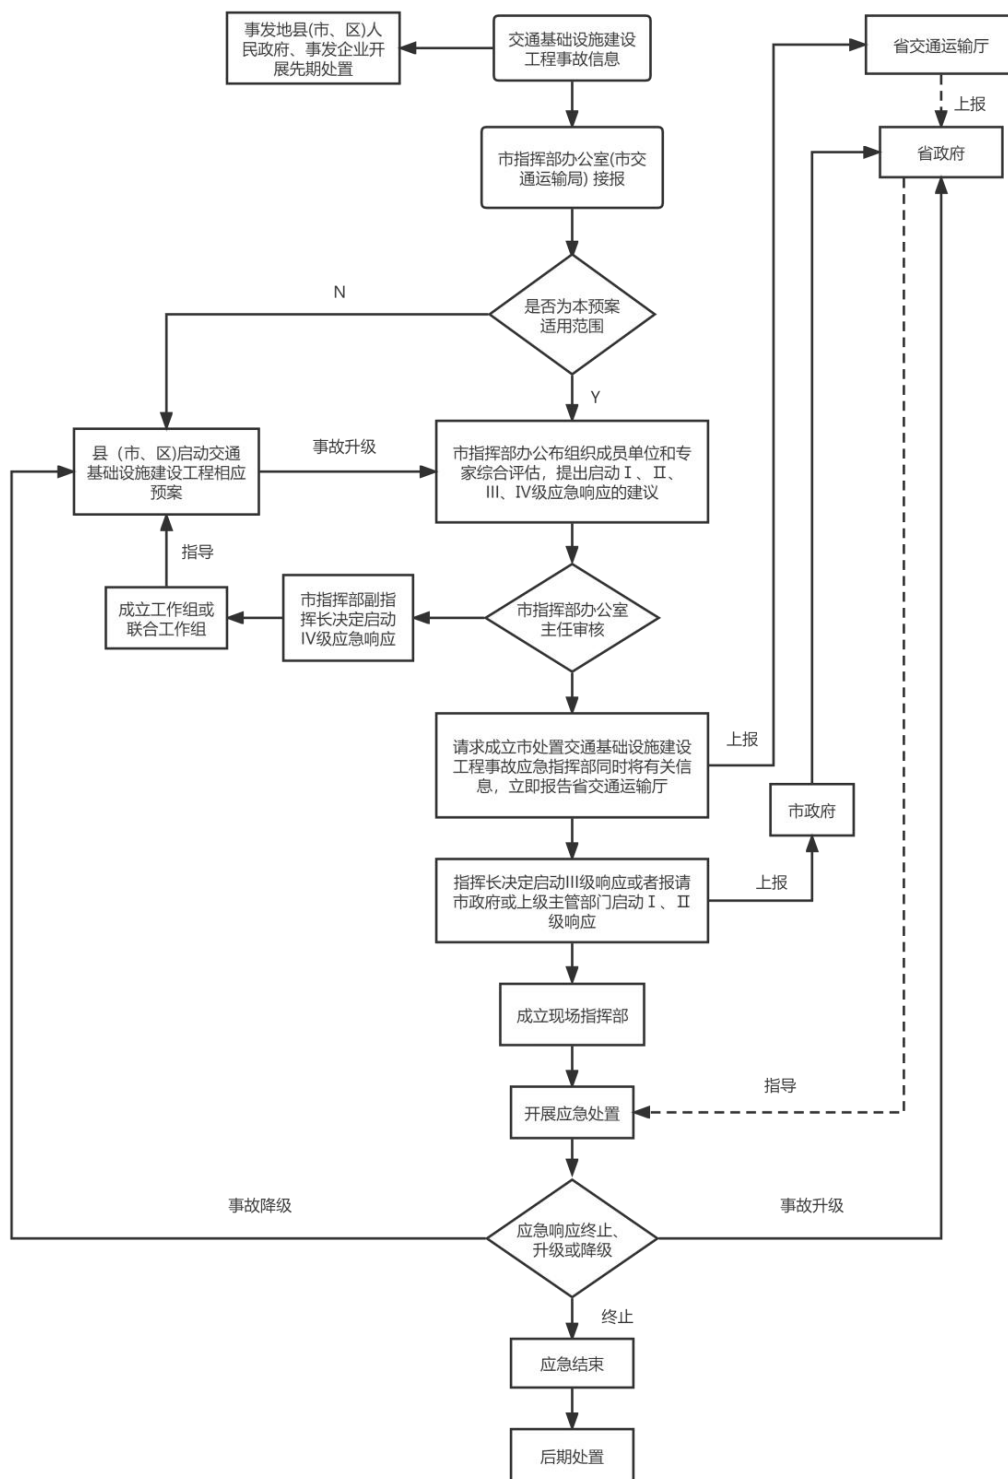 事发地县(市、区)人
民政府、事发企业开
展先期处置
交通基础设施建设
工程事故信息
省交通运输厅
上报
省政府
市指挥部办公室(市交
通运输局) 接报
是否为本预案
适用范围
N
Y
县（市、区)启动交通
基础设施建设工程相应
预案
事故升级
市指挥部办公布组织成员单位和专
家综合评估，提出启动Ⅰ、Ⅱ、
III、IV级应急响应的建议
指导
成立工作组或
联合工作组
市指挥部副指
挥长决定启动
IV级应急响应
市指挥部办公室
主任审核
请求成立市处置交通基础设施建设
工程事故应急指挥部同时将有关信
息，立即报告省交通运输厅
上报
市政府
指挥长决定启动III级响应或者报请
市政府或上级主管部门启动Ⅰ、Ⅱ
级响应
上报
成立现场指挥部
开展应急处置
指导
事故降级
应急响应终止、
升级或降级
事故升级
终止
应急结束
后期处置